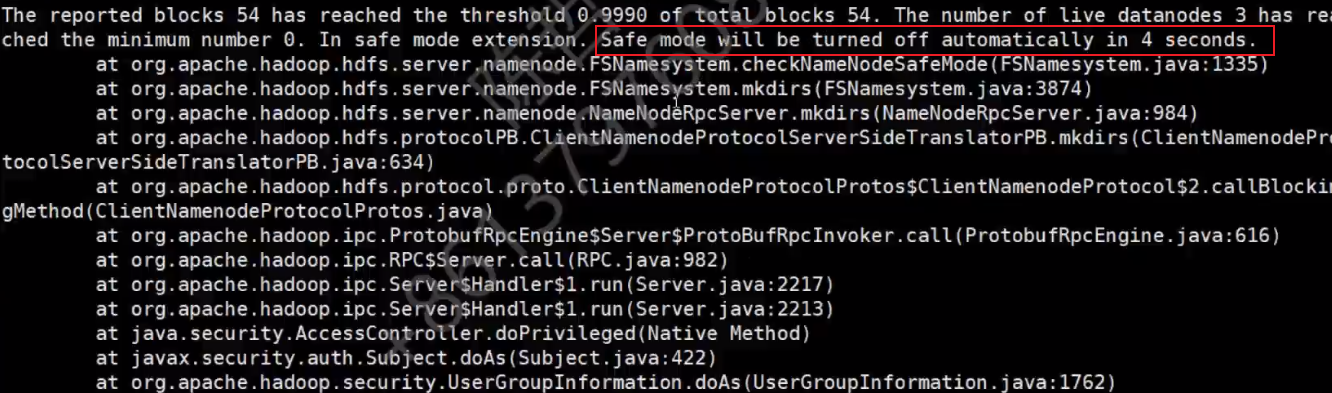 The reported blocks 54 has reached the threshold 0.9990 of total blocks 54. The number of live datanodes 3 has rea
ched the minimum number 0. In safe mode extension. Safe mode will be turned off automatically in 4 seconds.
at org.apache.hadoop.hdfs.server.namenode.FSNamesystem.checkNameNodeSafeMode(FSNamesystem.java:1335)
at org.apache.hadoop.hdfs.server.namenode.FSNamesystem.mkdirs(FSNamesystem.java:3874)
at org.apache.hadoop.hdfs.server.namenode.NameNodeRpcServer.mkdirs(NameNodeRpcServer.java:984)
at org.apache.hadoop.hdfs.protocolPB.ClientNamenodeProtocolServerSideTranslatorPB.mkdirs(ClientNamenodePro
tocolServerSideTranslatorPB.java:634)
at org.apache.hadoop.hdfs.protocol.proto.ClientNamenodeProtocolProtos$ClientNamenodeProtocol$2.callBlockin
gMethod(ClientNamenodeProtocolProtos.java)
at org.apache.hadoop.ipc.ProtobufRpcEngine$Server$ProtoBufRpcInvoker.call(ProtobufRpcEngine.java:616)
at org.apache.hadoop.ipc.RPC$Server.call(RPC.java:982)
at org.apache.hadoop.ipc.Server$Handler$1.run(Server.java:2217)
at org.apache.hadoop.ipc.Server$Handler$1.run(Server.java:2213)
at java.security.AccessController.doPrivileged(Native Method)
at javax.security.auth.Subject.doAs(Subject.java:422)
at org.apache.hadoop.security.UserGroupInformation.doAs(UserGroupInformation.java:1762)